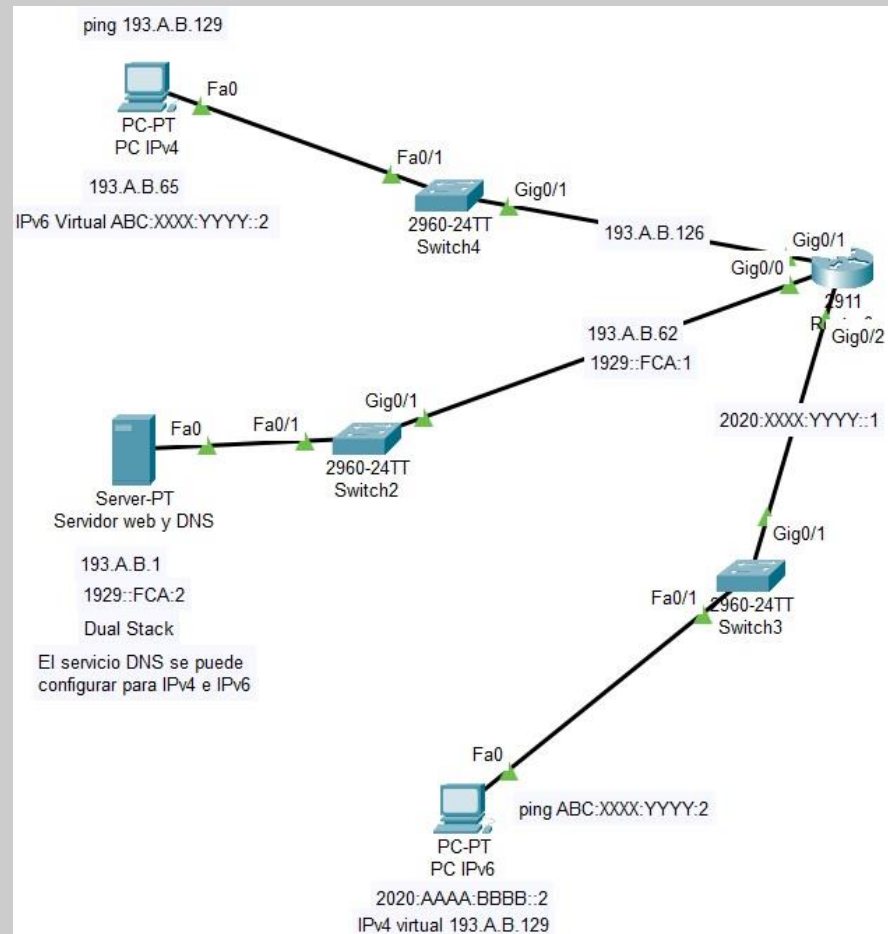 ping 193.A.B.129
Fa0
PC-PT
PC IPv4
193.A.B.65
IPv6 Virtual ABC:XXXX:YYYY::2
Fa0/1
Gig0/1
2960-24TT
Switch4
193.A.B.126
Gig0/1
Gig0/0
2911
Gig0/2
193.A.B.62
1929::FCA:1
2020:XXXX:YYYY::1
Gig0/1
Fa0/1
Fa0
2960-24TT
Switch2
Server-PT
Servidor web y DNS
193.A.B.1
1929::FCA:2
Dual Stack
El servicio DNS se puede
configurar para IPv4 e IPv6
Gig0/1
Fa0/1
2960-24TT
Switch3
Fa0
ping ABC:XXXX:YYYY:2
PC-PT
PC IPv6
2020:AAAA:BBBB::2
IPv4 virtual 193.A.B.129